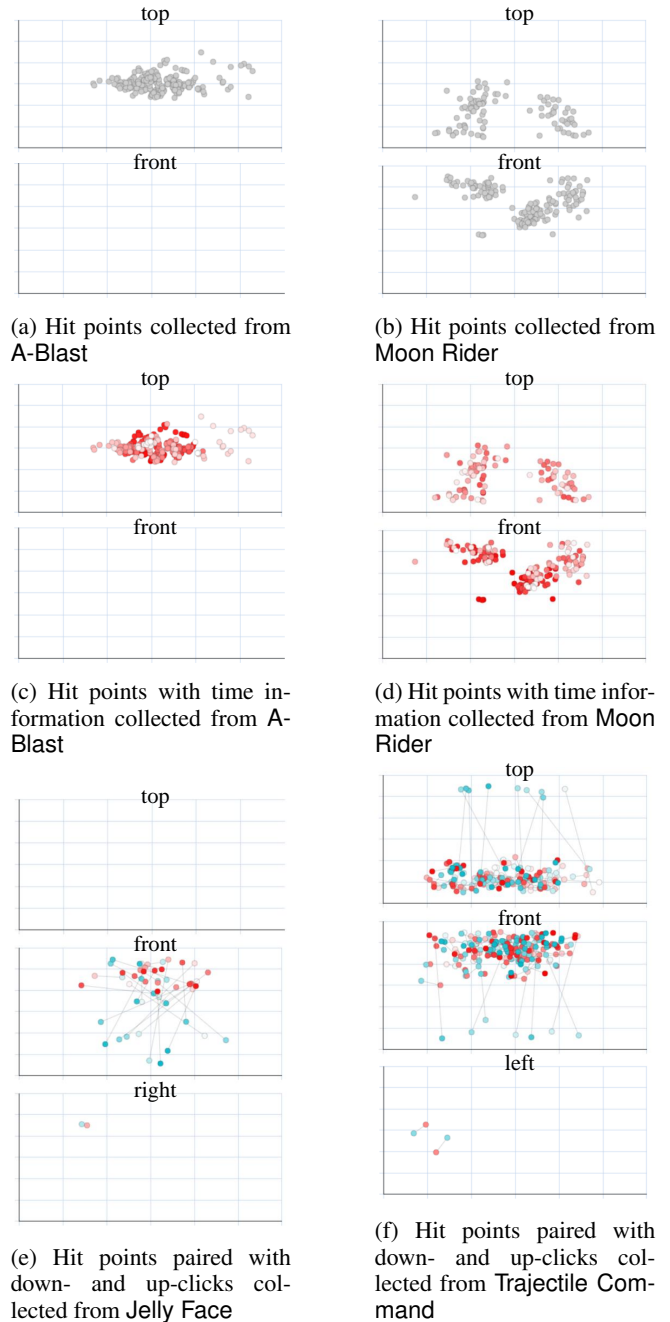 top
front
(a) Hit points collected from
A-Blast
top
front
(b) Hit points collected from
Moon Rider
top
front
(c) Hit points with time in-
formation collected from A-
Blast
top
front
(d) Hit points with time infor-
mation collected from Moon
Rider
top
front
right
(e) Hit points paired with
down- and up-clicks col-
lected from Jelly Face
top
front
left
(f) Hit points paired with
down- and up-clicks col-
lected from Trajectile Com-
mand